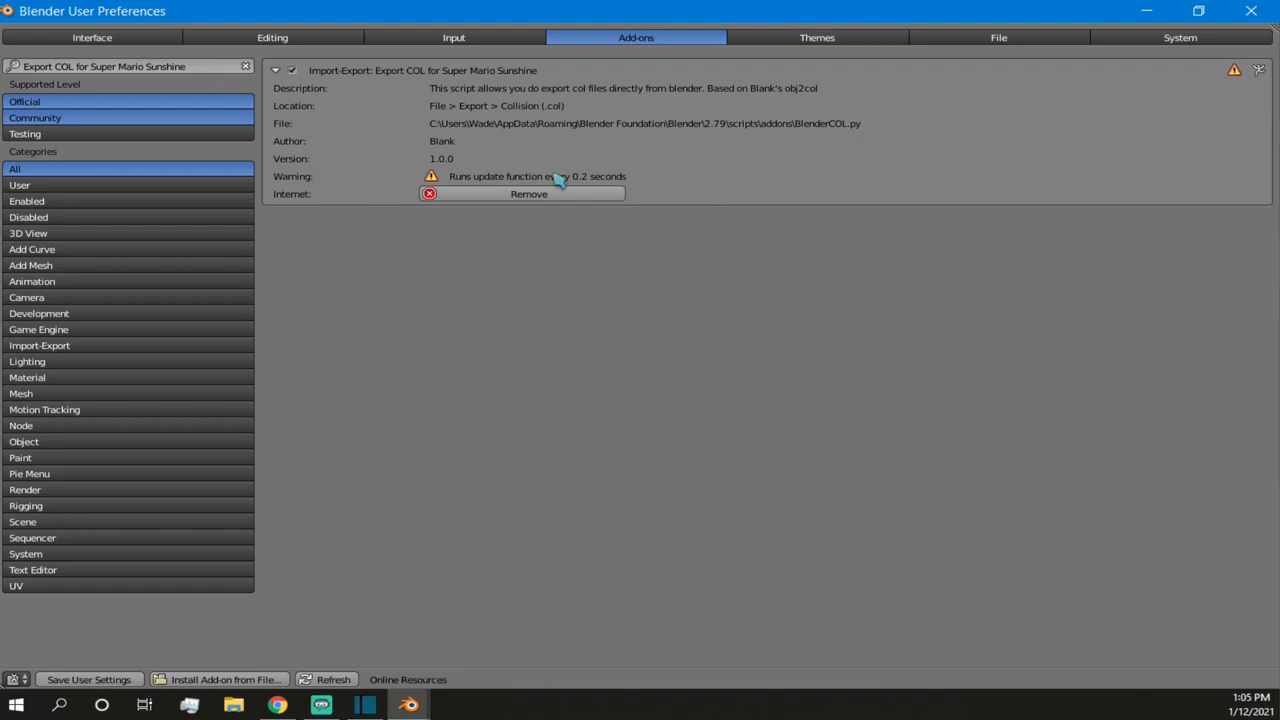 Blender User Preferences
Interface Editing Input Add-ons Themes File System
Export COL for Super Mario Sunshine
Supported Level
Official
Community
Testing
Categories
All
User
Enabled
Disabled
3D View
Add Curve
Add Mesh
Animation
Camera
Development
Game Engine
Import-Export
Lighting
Material
Mesh
Motion Tracking
Node
Object
Paint
Pie Menu
Render
Rigging
Scene
Sequencer
System
Text Editor
UV
Import-Export: Export COL for Super Mario Sunshine
Description: This script allows you do export col files directly from blender. Based on Blank's obj2col
Location: File > Export > Collision (.col)
File: C:\Users\Wade\AppData\Roaming\Blender Foundation\Blender\2.79\scripts\addons\BlenderCOL.py
Author: Blank
Version: 1.0.0
Warning: Runs update function every 0.2 seconds
Internet: Remove
Save User Settings Install Add-on from File... Refresh Online Resources
1:05 PM
1/12/2021